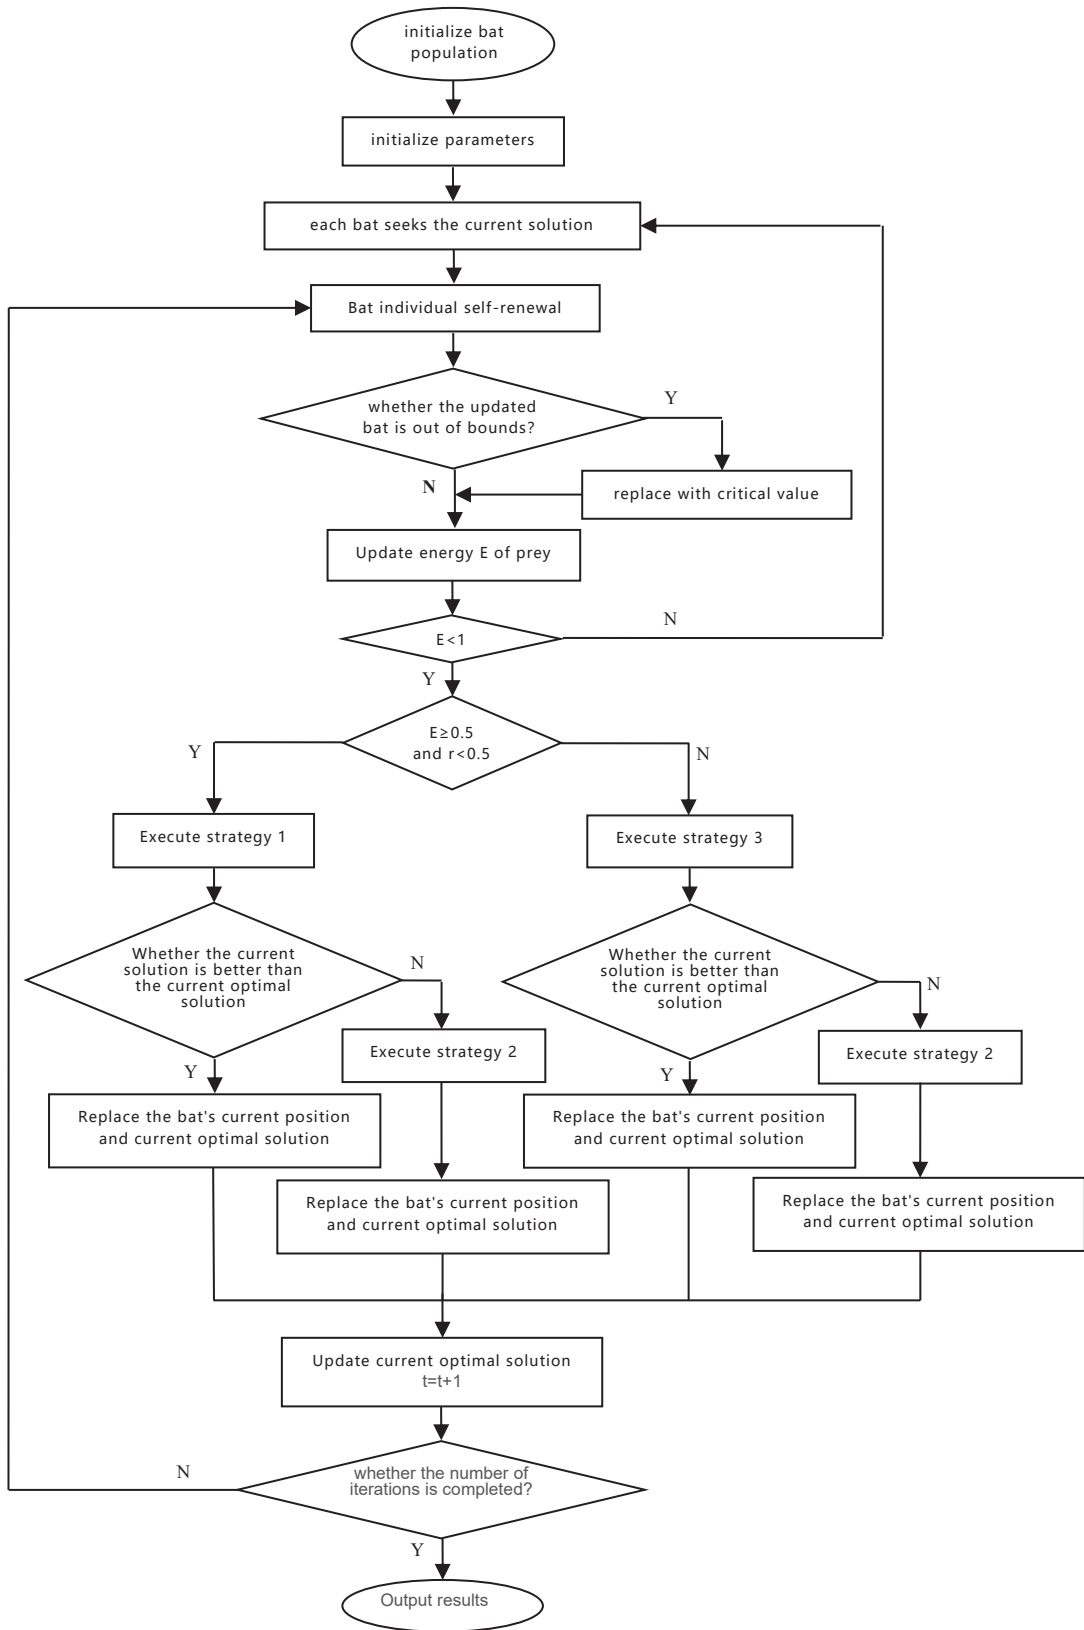 initialize bat
population
initialize parameters
each bat seeks the current solution
Bat individual self-renewal
whether the updated
bat is out of bounds?
Y
N
replace with critical value
Update energy E of prey
E<1
N
Y
E≥0.5
and r<0.5
Y
N
Execute strategy 1
Execute strategy 3
Whether the current
solution is better than
the current optimal
solution
N
Whether the current
solution is better than
the current optimal
solution
N
Execute strategy 2
Execute strategy 2
Y
Y
Replace the bat's current position
and current optimal solution
Replace the bat's current position
and current optimal solution
Replace the bat's current position
and current optimal solution
Replace the bat's current position
and current optimal solution
Update current optimal solution
t=t+1
whether the number of
iterations is completed?
N
Y
Output results